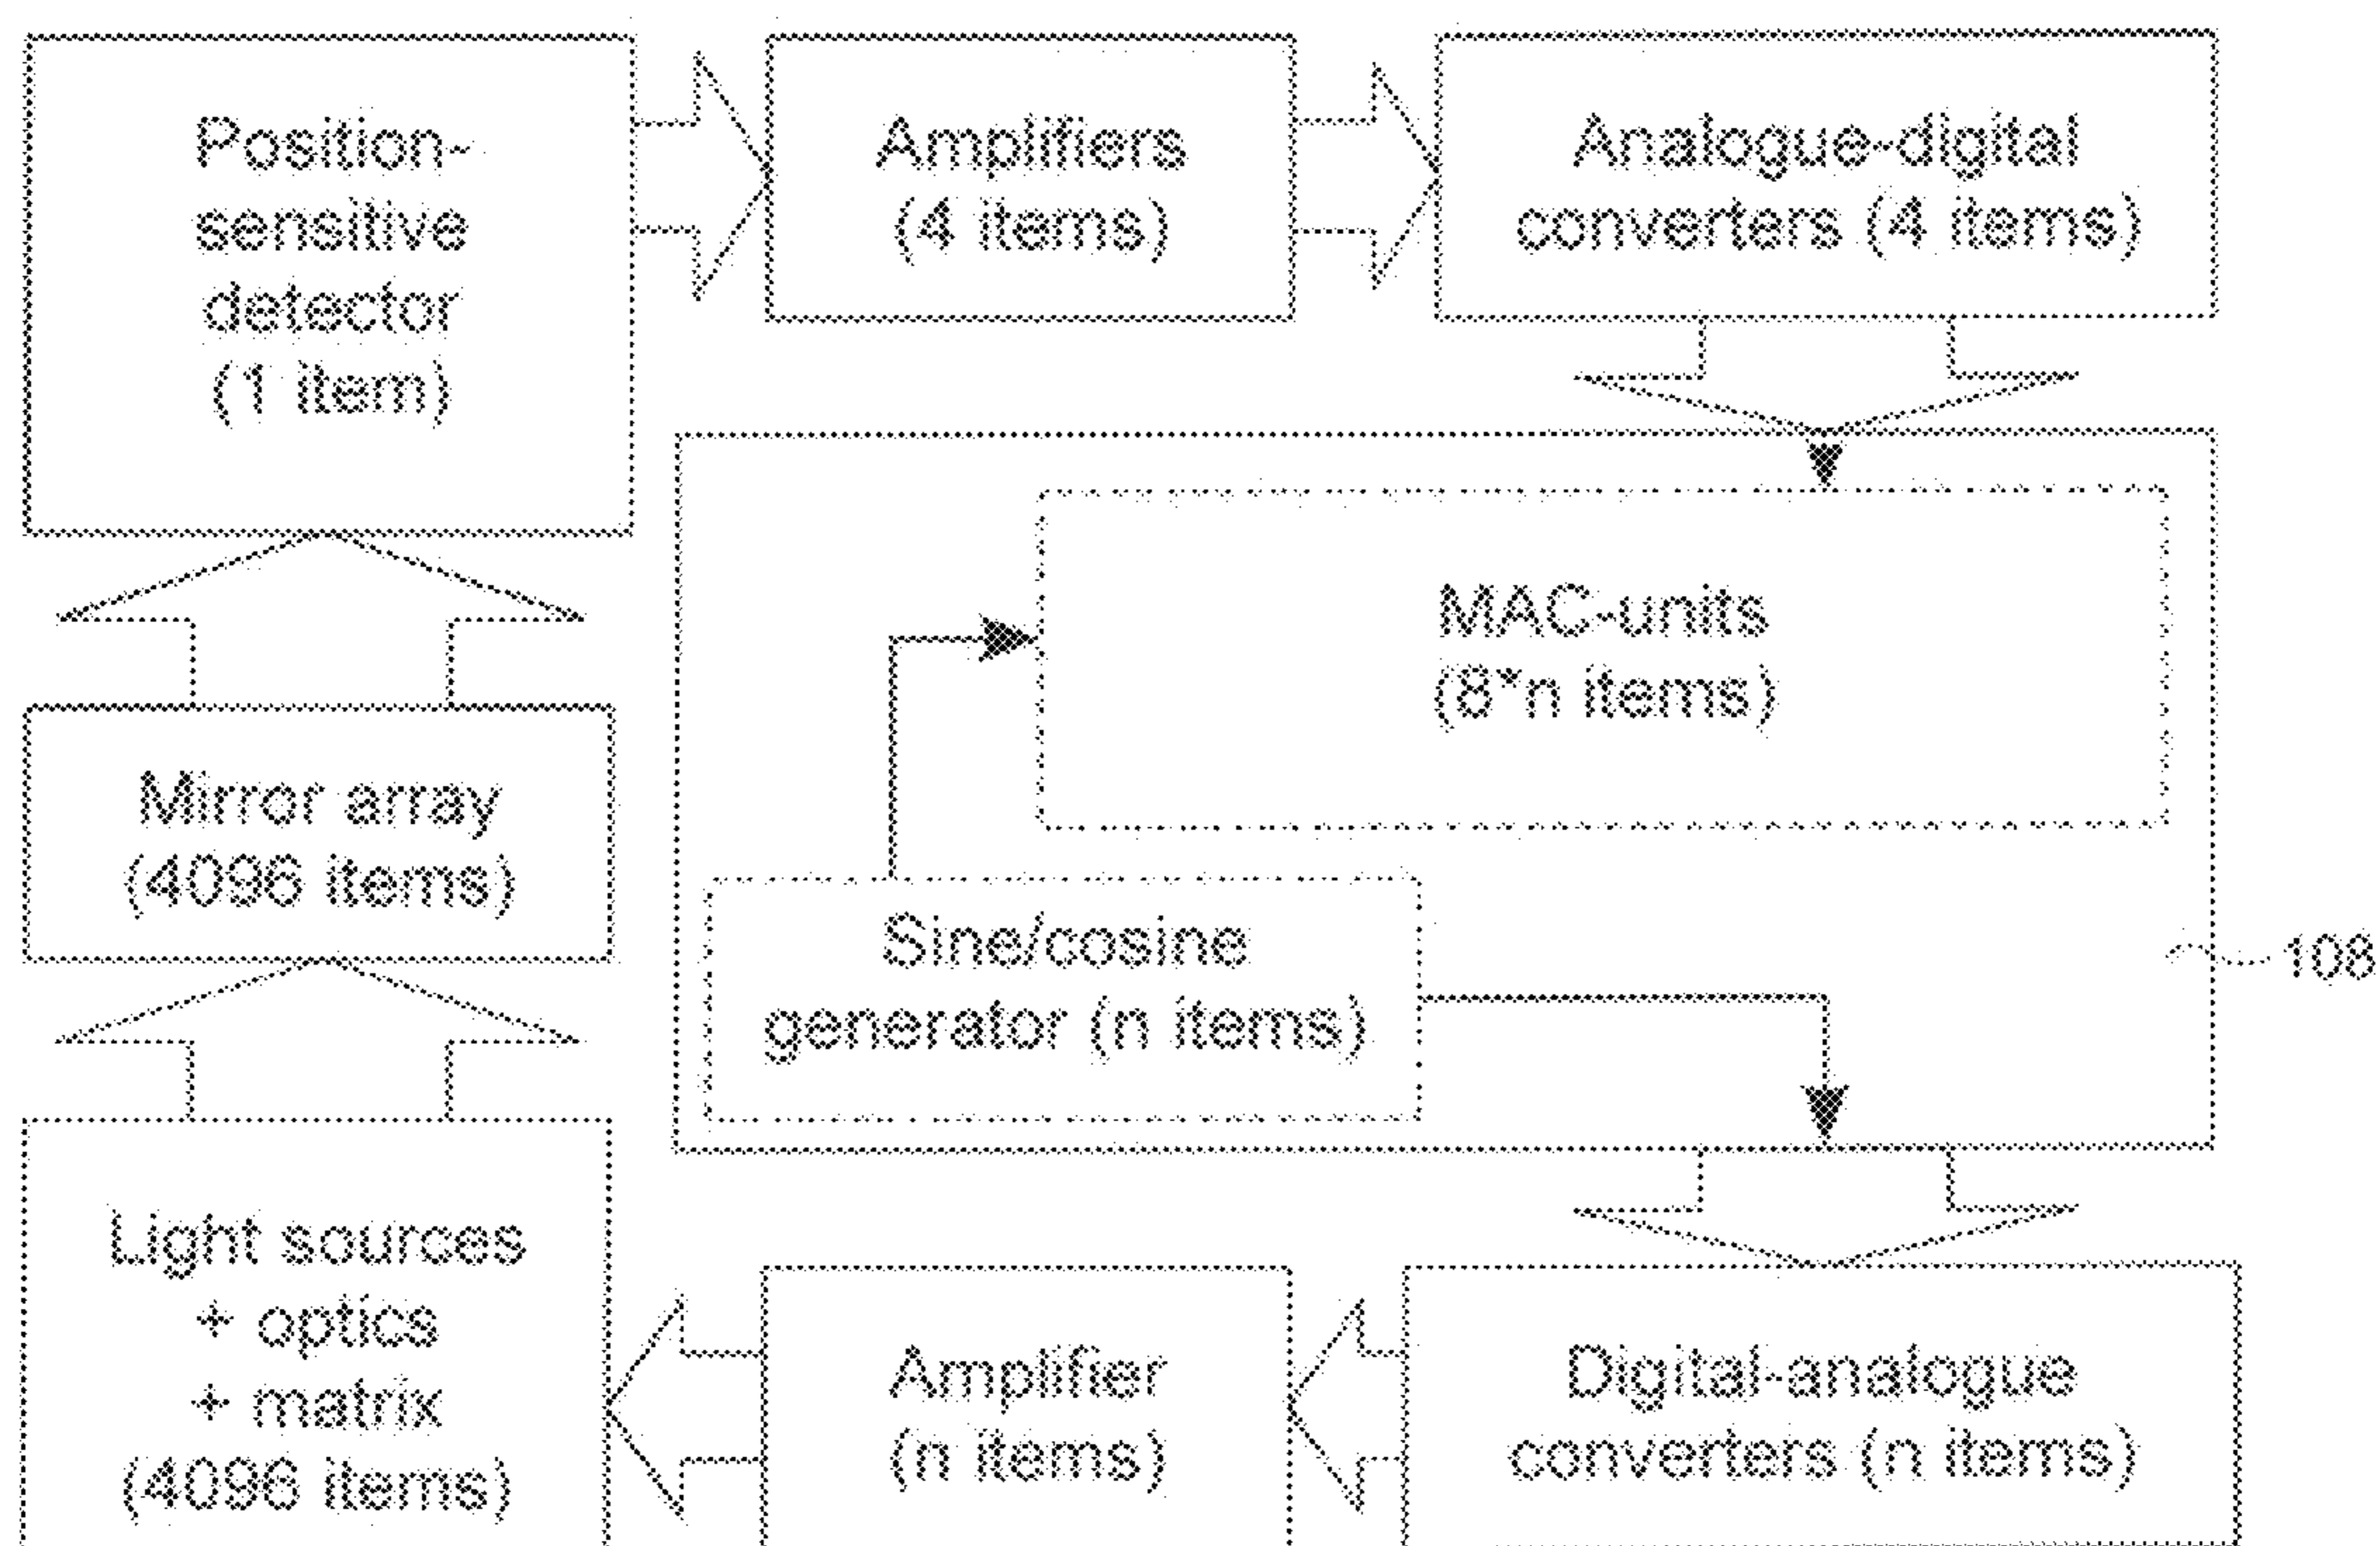 Position-
sensitive
detector
(1 item)
Amplifiers
(4 items)
Analogue-digital
converters (4 items)
MAC-units
(8*n items)
Mirror array
(4096 items)
Sine/cosine
generator (n items)
108
Light sources
+ optics
+ matrix
(4096 items)
Amplifier
(n items)
Digital-analogue
converters (n items)